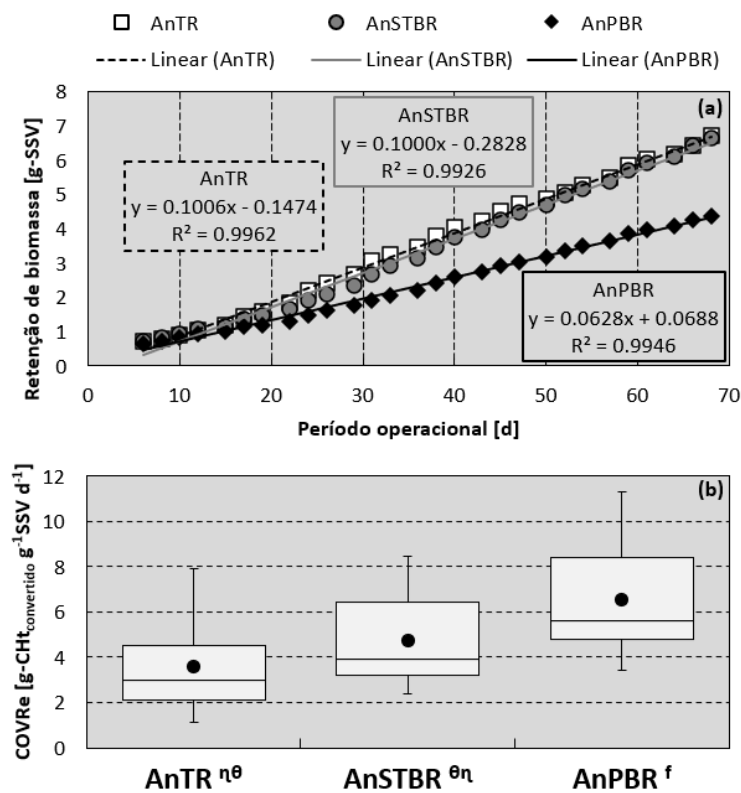 AnTR AnSTBR AnPBR
Linear (AnTR) Linear (AnSTBR) Linear (AnPBR)
(a)
Retenção de biomassa [g-SSV]
8
7
6
5
4
3
2
1
0
AnSTBR
y = 0.1000x - 0.2828
R² = 0.9926
AnTR
y = 0.1006x - 0.1474
R² = 0.9962
AnPBR
y = 0.0628x + 0.0688
R² = 0.9946
0 10 20 30 40 50 60 70
Período operacional [d]
(b)
COVRe [g-CHt_convertido g⁻¹SSV d⁻¹]
12
10
8
6
4
2
0
AnTR ᶯᶿ AnSTBR ᶿᶯ AnPBR ᶠ